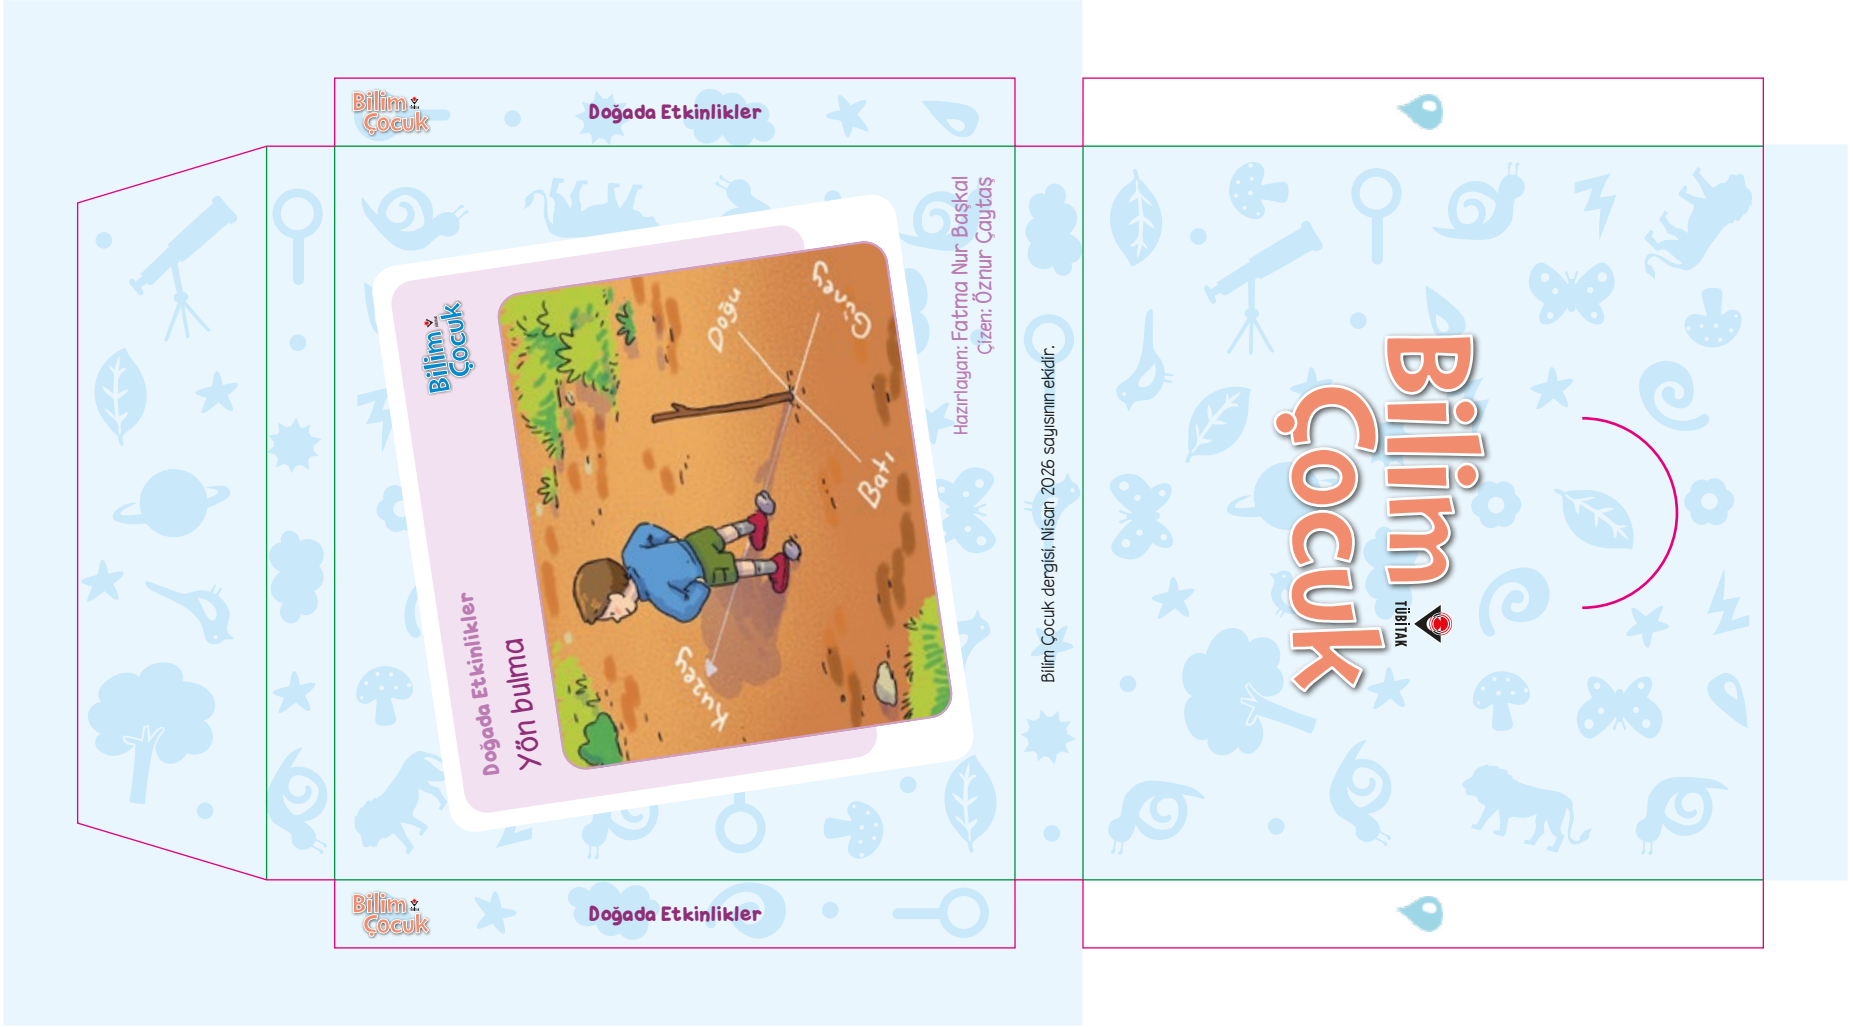 Bilim
Çocuk
Doğada Etkinlikler
Bilim
Çocuk
Doğada Etkinlikler
Yön bulma
Doğu
Güney
Batı
Kuzey
Hazırlayan: Fatma Nur Başkal
Çizen: Öznur Çaytaş
Bilim Çocuk dergisi, Nisan 2026 sayısının ekidir.
Bilim
Çocuk
TÜBİTAK
Bilim
Çocuk
Doğada Etkinlikler